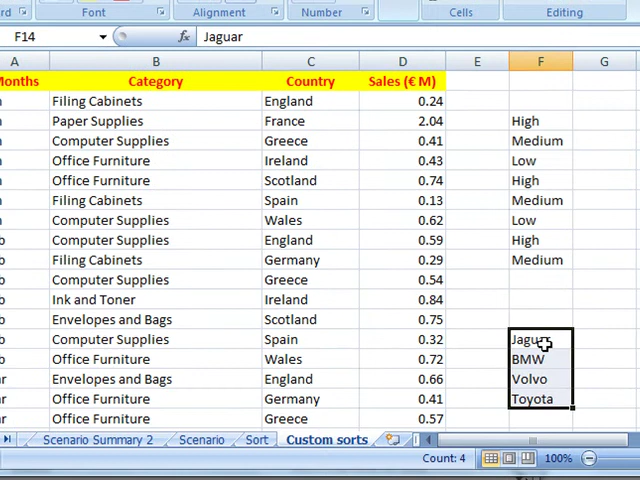 Font Alignment Number Cells Editing
F14 fx Jaguar
A B C D E F G
Months Category Country Sales (€ M)
n Filing Cabinets England 0.24
n Paper Supplies France 2.04 High
n Computer Supplies Greece 0.41 Medium
n Office Furniture Ireland 0.43 Low
n Office Furniture Scotland 0.74 High
n Filing Cabinets Spain 0.13 Medium
n Computer Supplies Wales 0.62 Low
b Computer Supplies England 0.59 High
b Filing Cabinets Germany 0.29 Medium
b Computer Supplies Greece 0.54
b Ink and Toner Ireland 0.84
b Envelopes and Bags Scotland 0.75
b Computer Supplies Spain 0.32 Jaguar
b Office Furniture Wales 0.72 BMW
ar Envelopes and Bags England 0.66 Volvo
ar Office Furniture Germany 0.41 Toyota
ar Office Furniture Greece 0.57
Scenario Summary 2 Scenario Sort Custom sorts
Count: 4 100%